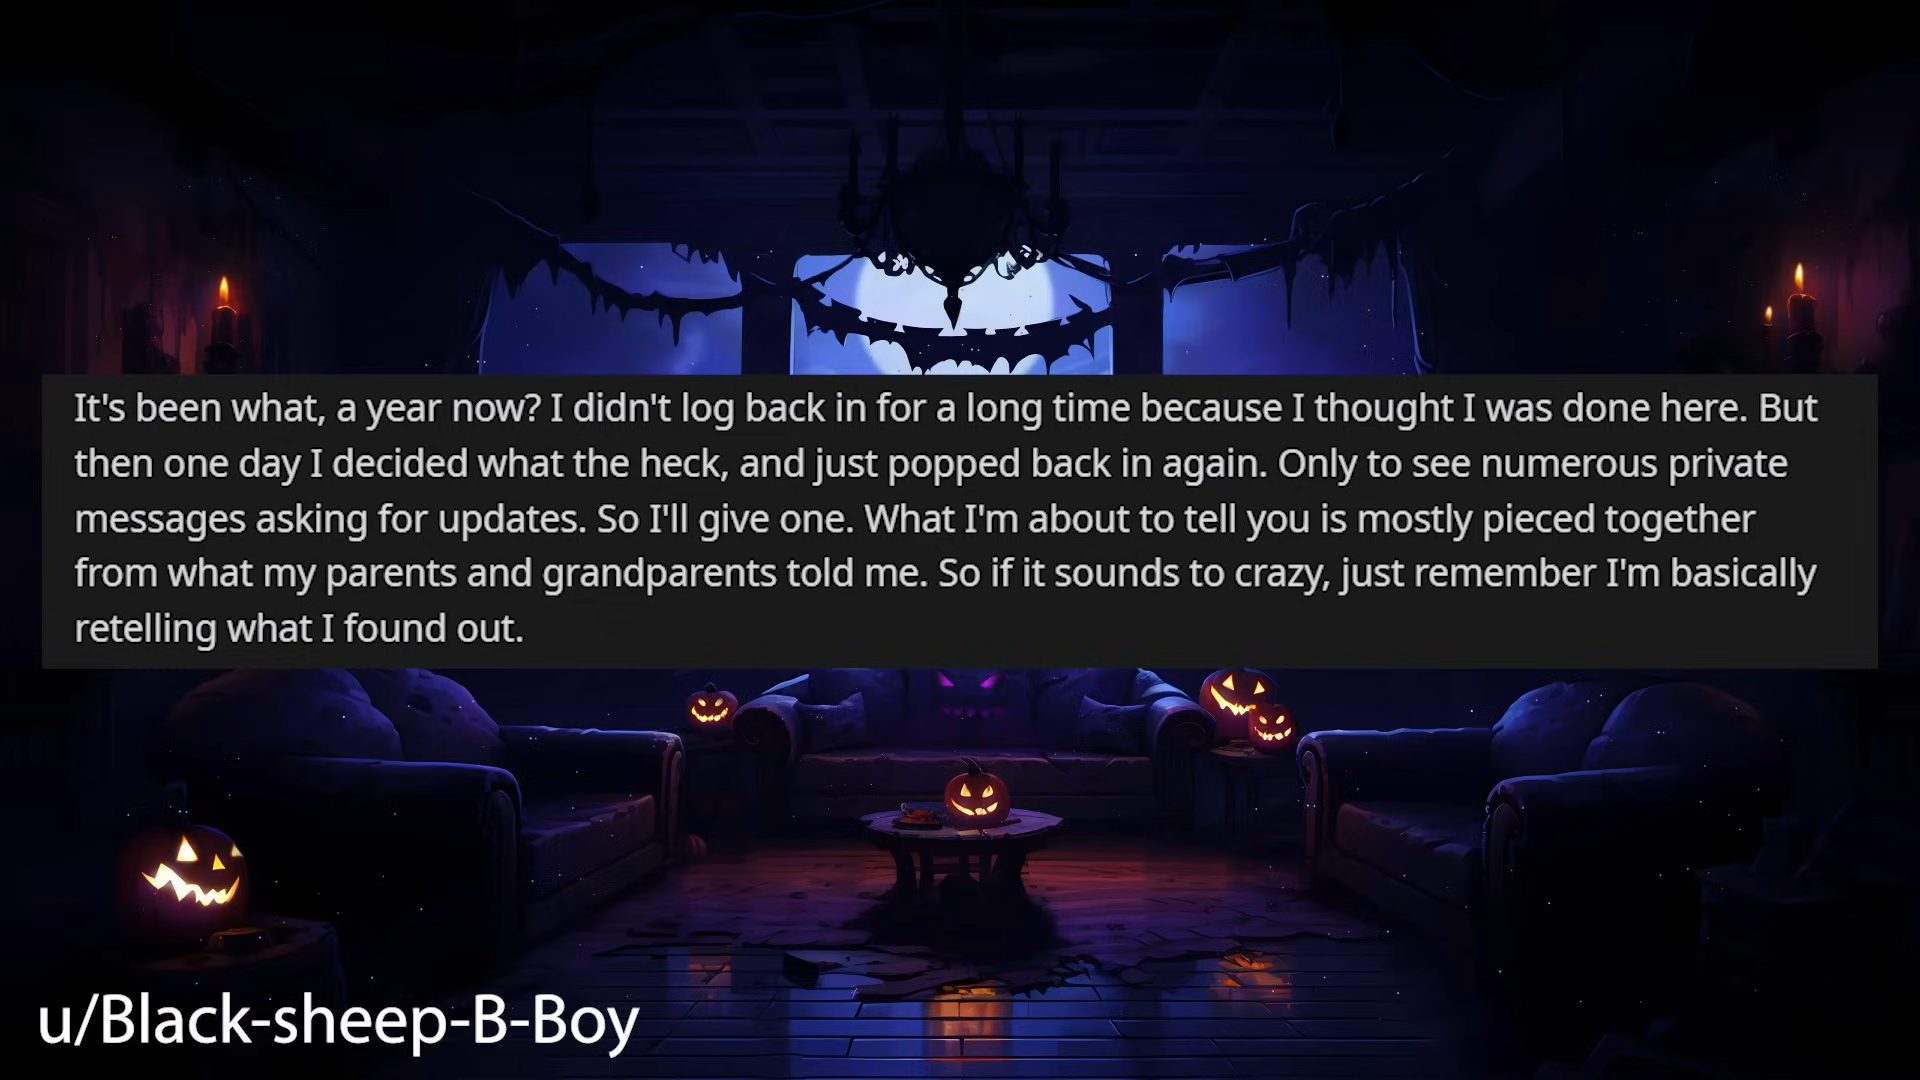 It's been what, a year now? I didn't log back in for a long time because I thought I was done here. But
then one day I decided what the heck, and just popped back in again. Only to see numerous private
messages asking for updates. So I'll give one. What I'm about to tell you is mostly pieced together
from what my parents and grandparents told me. So if it sounds to crazy, just remember I'm basically
retelling what I found out.
u/Black-sheep-B-Boy